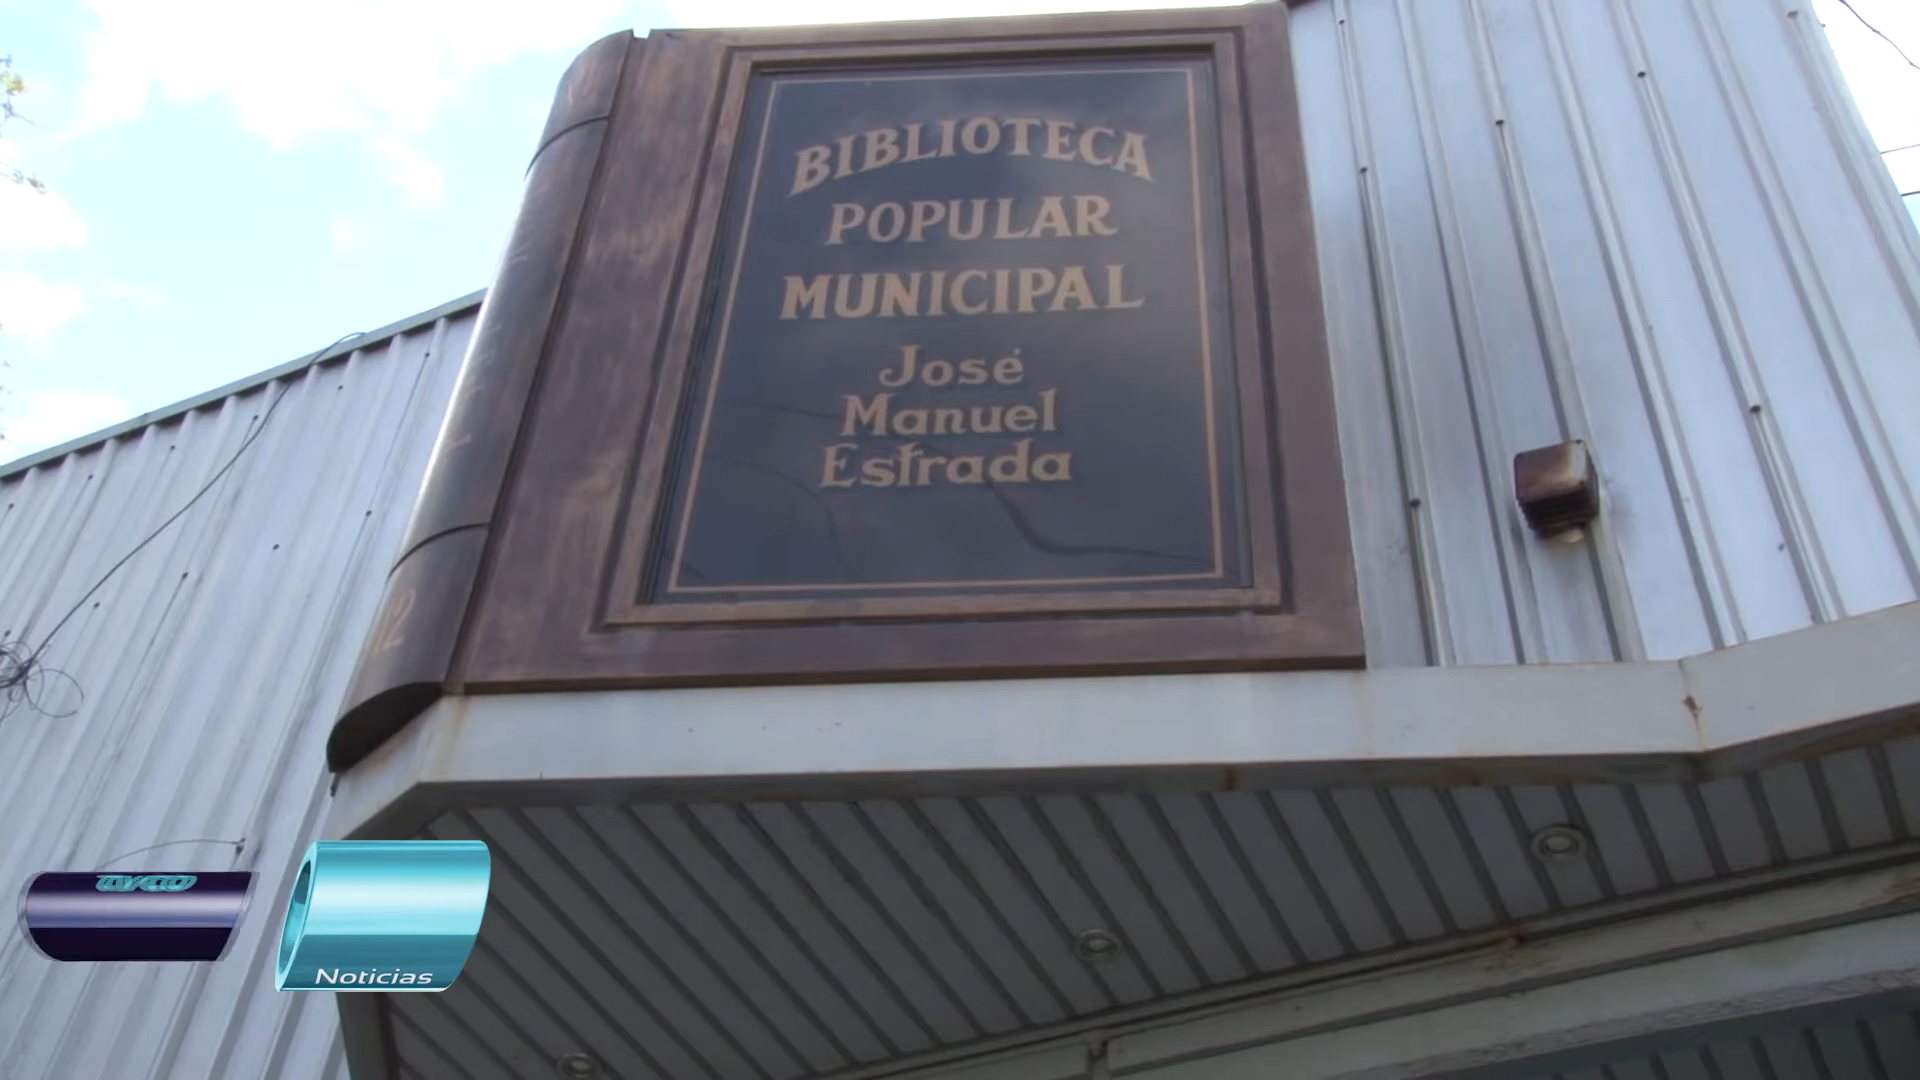 BIBLIOTECA
POPULAR
MUNICIPAL
José
Manuel
Estrada
Noticias